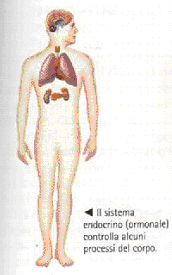 ◄ Il sistema
endocrino (ormonale)
controlla alcuni
processi del corpo.